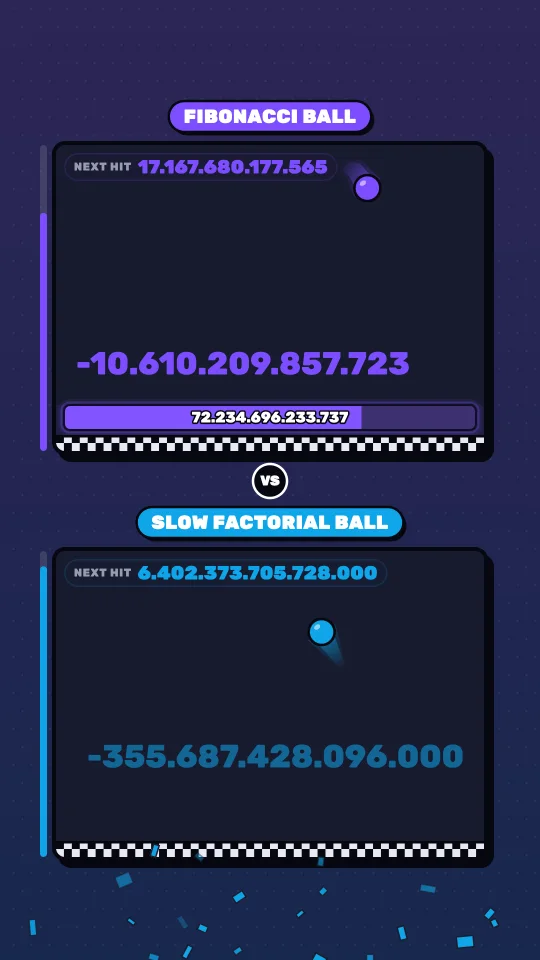 FIBONACCI BALL
NEXT HIT 17.167.680.177.565
-10.610.209.857.723
72.234.696.233.737
VS
SLOW FACTORIAL BALL
NEXT HIT 6.402.373.705.728.000
-355.687.428.096.000